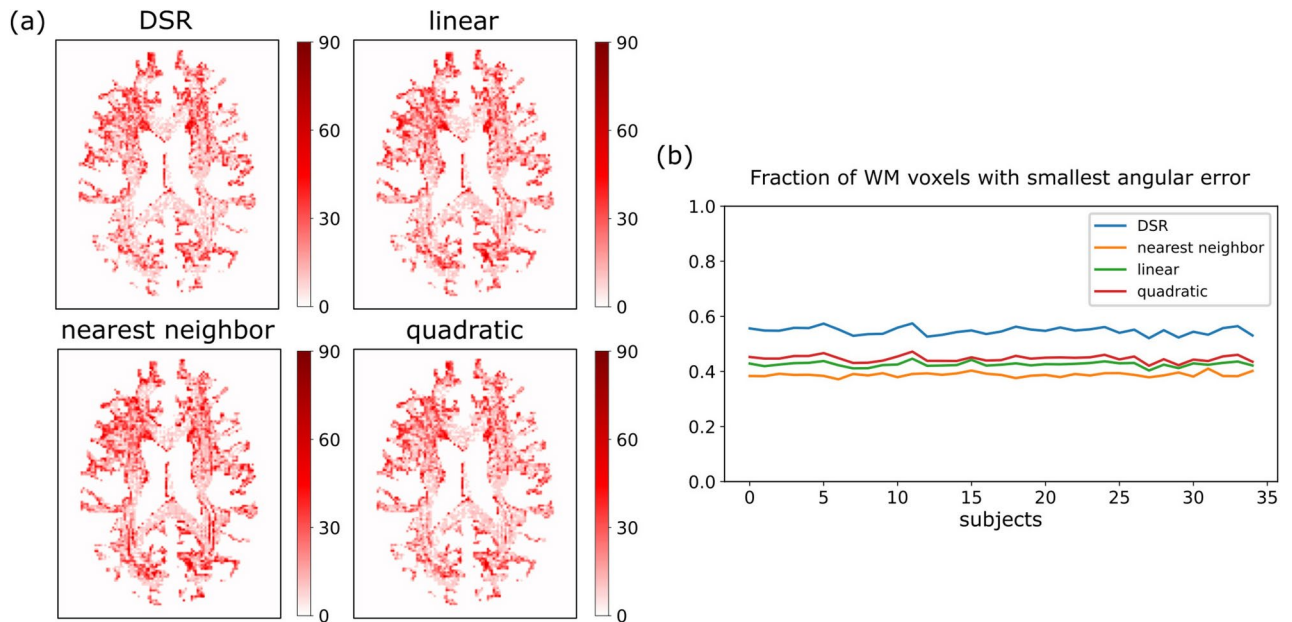 (a)
DSR
linear
90
60
30
0
90
60
30
0
nearest neighbor
quadratic
90
60
30
0
90
60
30
0
(b)
Fraction of WM voxels with smallest angular error
1.0
0.8
0.6
0.4
0.2
0.0
DSR
nearest neighbor
linear
quadratic
0 5 10 15 20 25 30 35
subjects